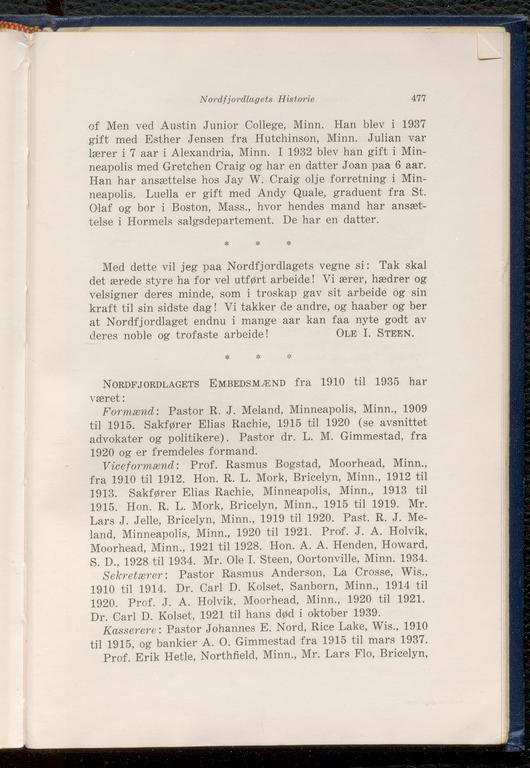 Nordfjordlagets Historie 477
of Men ved Austin Junior College, Minn. Han blev i 1937
gift med Esther Jensen fra Hutchinson, Minn. Julian var
lærer i 7 aar i Alexandria, Minn. I 1932 blev han gift i Min-
neapolis med Gretchen Craig og har en datter Joan paa 6 aar.
Han har ansættelse hos Jay W. Craig olje forretning i Min-
neapolis. Luella er gift med Andy Quale, graduent fra St.
Olaf og bor i Boston, Mass., hvor hendes mand har ansæt-
telse i Hormels salgsdepartement. De har en datter.
* * *
Med dette vil jeg paa Nordfjordlagets vegne si: Tak skal
det ærede styre ha for vel utført arbeide! Vi ærer, hædrer og
velsigner deres minde, som i troskap gav sit arbeide og sin
kraft til sin sidste dag! Vi takker de andre, og haaber og ber
at Nordfjordlaget endnu i mange aar kan faa nyte godt av
deres noble og trofaste arbeide! OLE I. STEEN.
* * *
NORDFJORDLAGETS EMBEDSMÆND fra 1910 til 1935 har
været:
Formænd: Pastor R. J. Meland, Minneapolis, Minn., 1909
til 1915. Sakfører Elias Rachie, 1915 til 1920 (se avsnittet
advokater og politikere). Pastor dr. L. M. Gimmestad, fra
1920 og er fremdeles formand.
Viceformænd: Prof. Rasmus Bogstad, Moorhead, Minn.,
fra 1910 til 1912. Hon. R. L. Mork, Bricelyn, Minn., 1912 til
1913. Sakfører Elias Rachie, Minneapolis, Minn., 1913 til
1915. Hon. R. L. Mork, Bricelyn, Minn., 1915 til 1919. Mr.
Lars J. Jelle, Bricelyn, Minn., 1919 til 1920. Past. R. J. Me-
land, Minneapolis, Minn., 1920 til 1921. Prof. J. A. Holvik,
Moorhead, Minn., 1921 til 1928. Hon. A. A. Henden, Howard,
S. D., 1928 til 1934. Mr. Ole I. Steen, Oortonville, Minn. 1934.
Sekretærer: Pastor Rasmus Anderson, La Crosse, Wis.,
1910 til 1914. Dr. Carl D. Kolset, Sanborn, Minn., 1914 til
1920. Prof. J. A. Holvik, Moorhead, Minn., 1920 til 1921.
Dr. Carl D. Kolset, 1921 til hans død i oktober 1939.
Kasserere: Pastor Johannes E. Nord, Rice Lake, Wis., 1910
til 1915, og bankier A. O. Gimmestad fra 1915 til mars 1937.
Prof. Erik Hetle, Northfield, Minn., Mr. Lars Flo, Bricelyn,